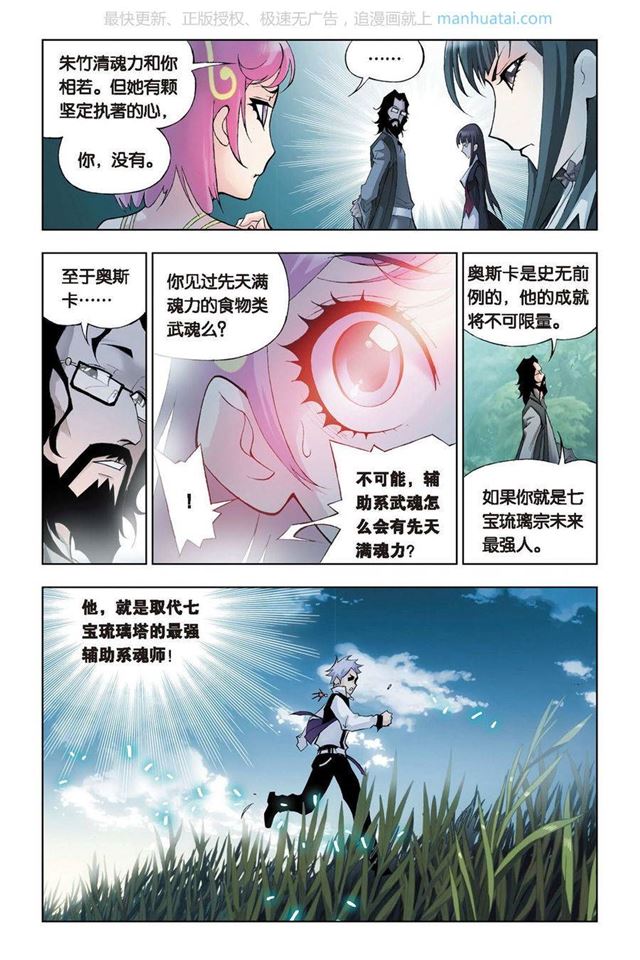 最快更新、正版授权、极速无广告，追漫画就上 manhuatai.com
朱竹清魂力和你
相若。但她有颗
坚定执著的心，
你，没有。
……
至于奥斯
卡……
你见过先天满
魂力的食物类
武魂么？
！
不可能，辅
助系武魂怎么
会有先天
满魂力？
奥斯卡是史无前
例的，他的成就
将不可限量。
如果你就是七
宝琉璃宗未来
最强人。
他，就是取代七
宝琉璃塔的最强
辅助系魂师！